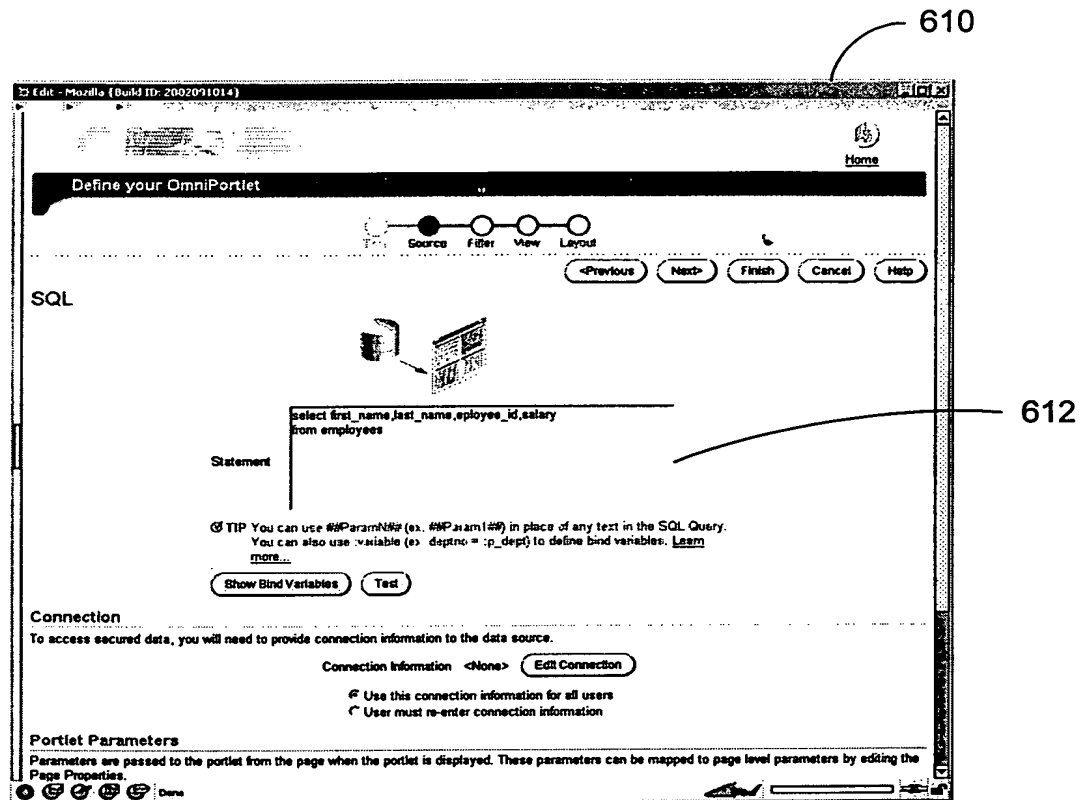 610
Edit - Mozilla {Build ID: 2002091014}
Home
Define your OmniPortlet
Source Filter View Layout
<Previous Next> Finish Cancel Help
SQL
select first_name,last_name,eployee_id,salary
from employees
612
Statement
TIP You can use ##ParamN## (ex. ##Param1##) in place of any text in the SQL Query.
You can also use :variable (ex. deptno = :p_dept) to define bind variables. Learn
more...
Show Bind Variables Test
Connection
To access secured data, you will need to provide connection information to the data source.
Connection Information <None> Edit Connection
Use this connection information for all users
User must re-enter connection information
Portlet Parameters
Parameters are passed to the portlet from the page when the portlet is displayed. These parameters can be mapped to page level parameters by editing the
Page Properties.
Done